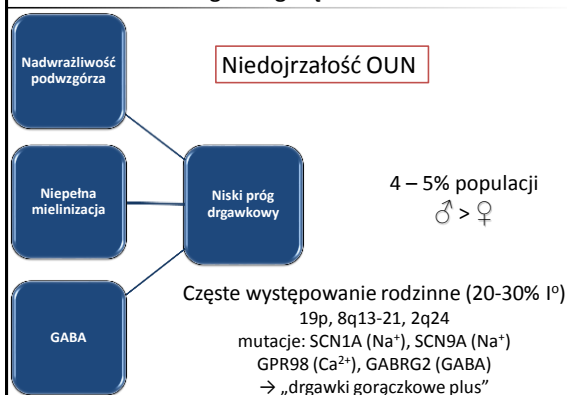 Nadwrażliwość
podwzgórza
Niedojrzałość OUN
Niepełna
mielinizacja
Niski próg
drgawkowy
4 – 5% populacji
♂ > ♀
GABA
Częste występowanie rodzinne (20-30% Iº)
19p, 8q13-21, 2q24
mutacje: SCN1A (Na⁺), SCN9A (Na⁺)
GPR98 (Ca²⁺), GABRG2 (GABA)
→ „drgawki gorączkowe plus”